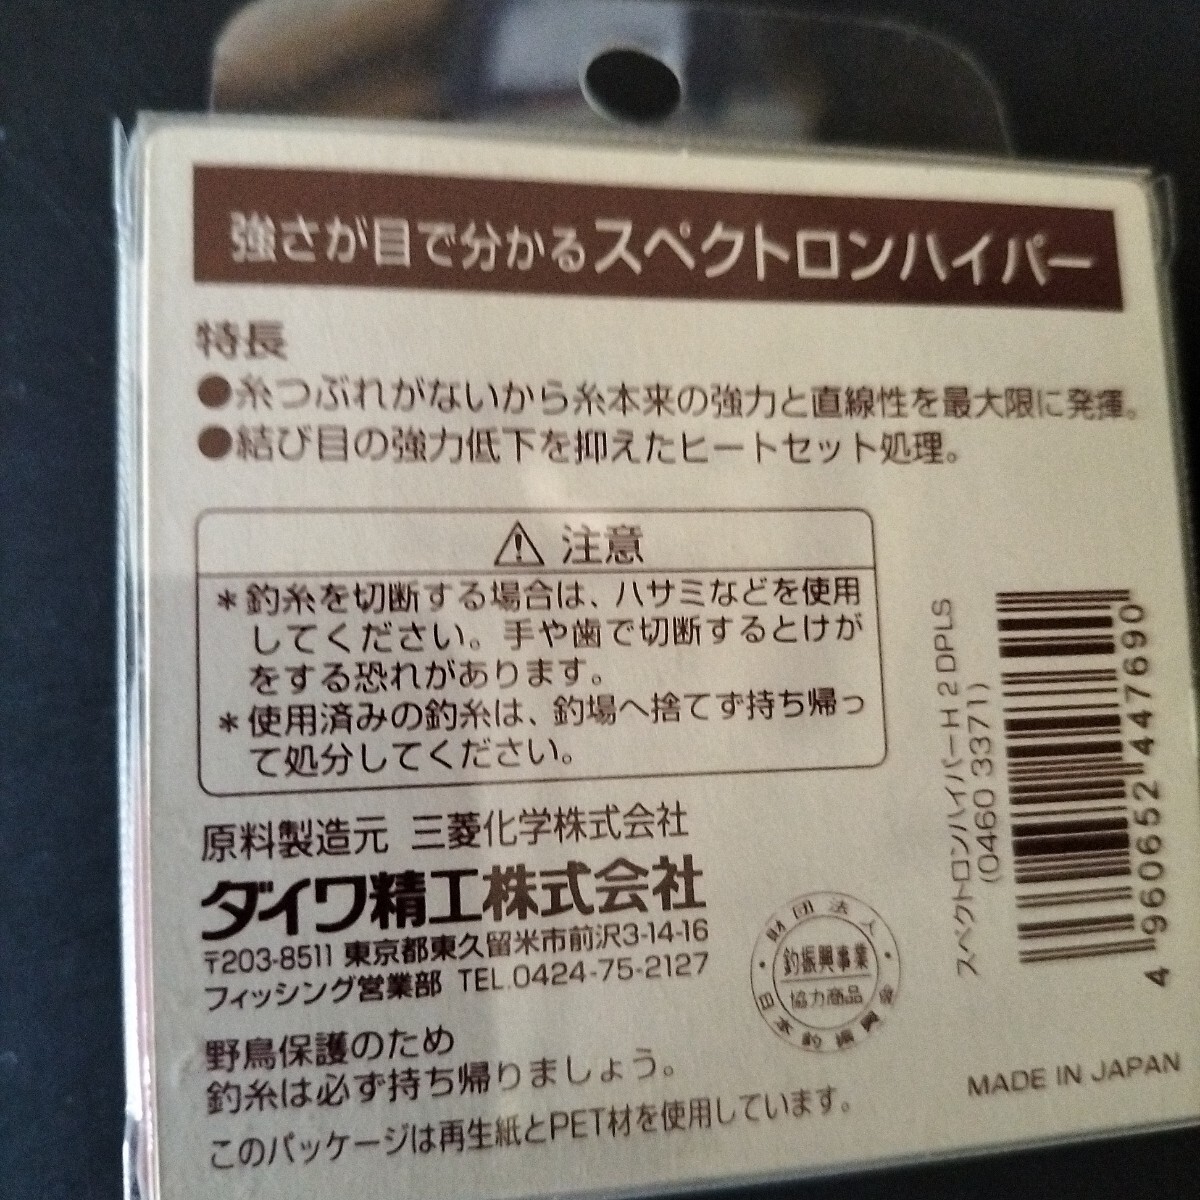 強さが目で分かるスペクトロンハイパー
特長
●糸つぶれがないから糸本来の強力と直線性を最大限に発揮。
●結び目の強力低下を抑えたヒートセット処理。
注意
*釣糸を切断する場合は、ハサミなどを使用
してください。手や歯で切断するとけが
をする恐れがあります。
*使用済みの釣糸は、釣場へ捨てず持ち帰っ
て処分してください。
原料製造元 三菱化学株式会社
ダイワ精工株式会社
〒203-8511 東京都東久留米市前沢3-14-16
フィッシング営業部 TEL.0424-75-2127
野鳥保護のため
釣糸は必ず持ち帰りましょう。
このパッケージは再生紙とPET材を使用しています。
財団法人
釣振興事業
協力商品
日本釣振興会
スペクトロンハイパーH2DPLS
(0460 3371)
4 960652 447690
MADE IN JAPAN